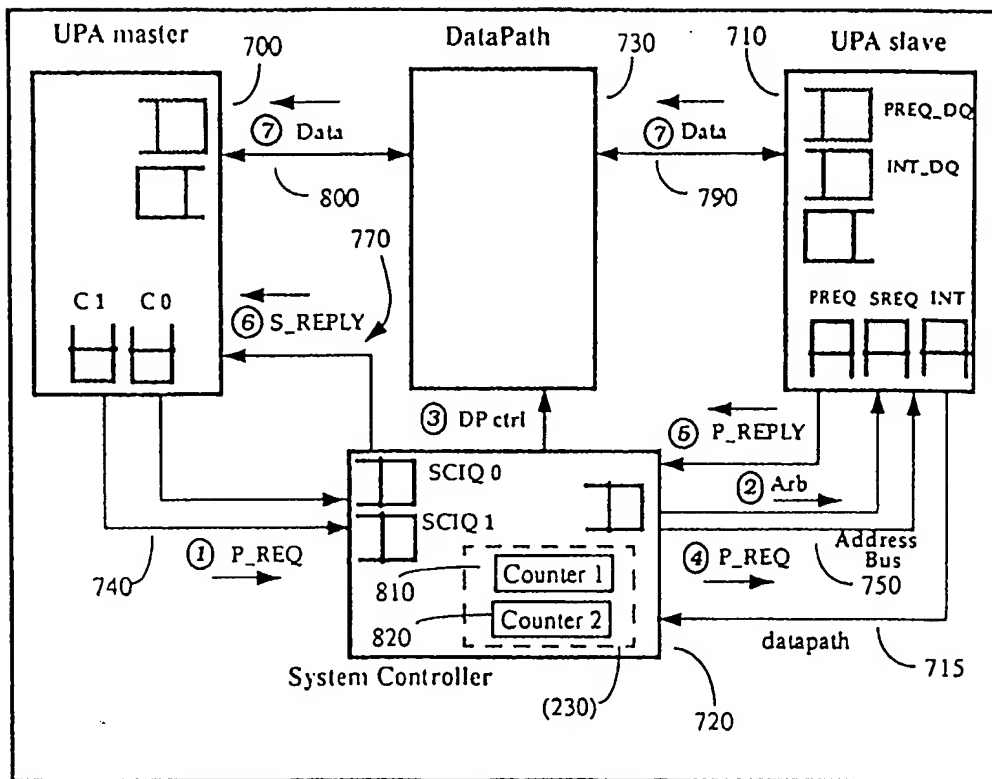 UPA master
DataPath
UPA slave
700
730
710
⑦ Data
⑦ Data
PREQ_DQ
INT_DQ
800
790
770
C 1
C 0
PREQ
SREQ
INT
⑥ S_REPLY
③ DP ctrl
⑤ P_REPLY
SCIQ 0
② Arb
SCIQ 1
Address
Bus
① P_REQ
④ P_REQ
740
750
810
Counter 1
820
Counter 2
datapath
715
System Controller
(230)
720